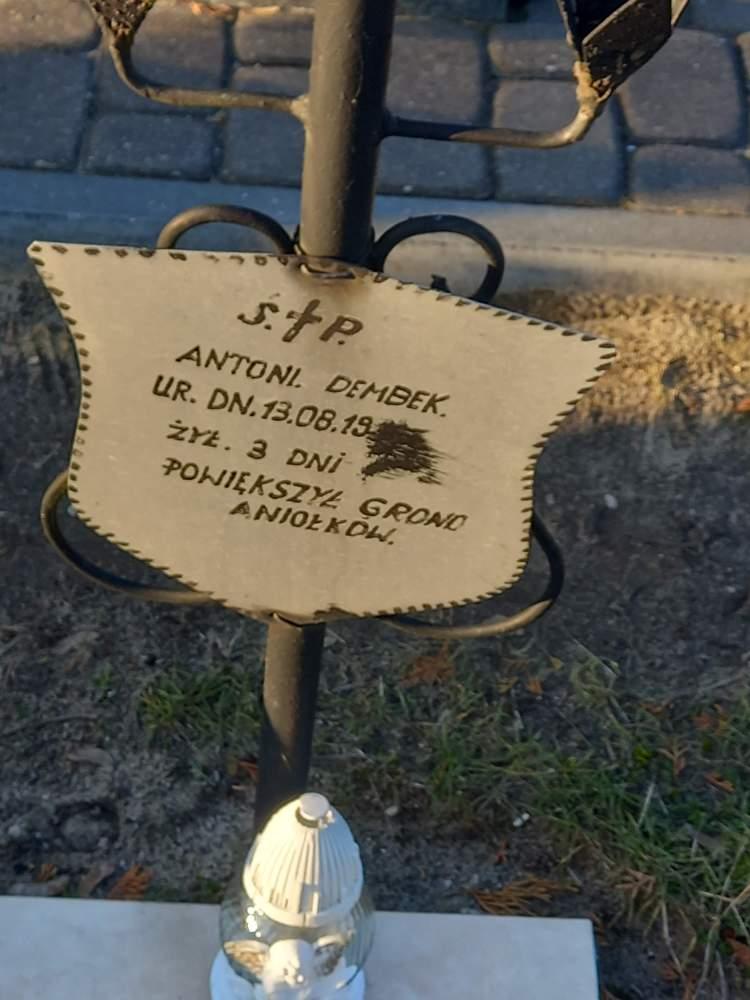 Ś.†P.
ANTONI. DEMBEK.
UR. DN. 13.08.19
ŻYŁ. 3 DNi
POWIĘKSZYŁ GRONO
ANIOŁKÓW.